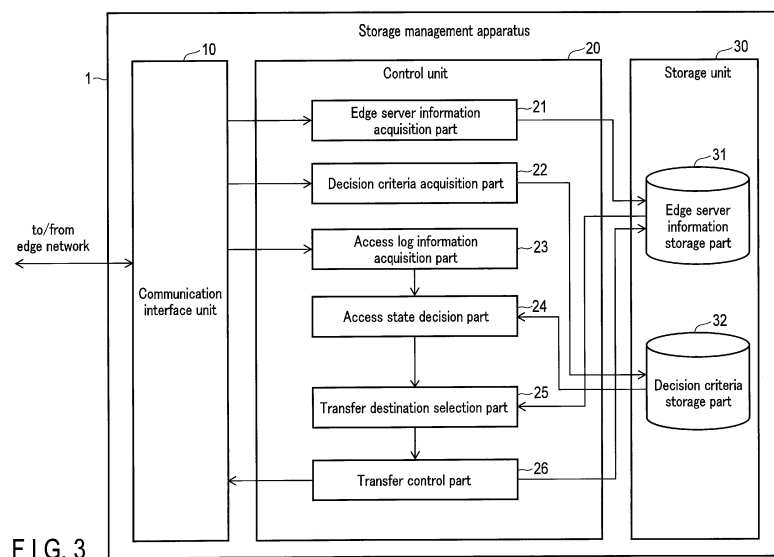 Storage management apparatus
10
20
30
1
Control unit
Storage unit
Edge server information
acquisition part
21
31
Decision criteria acquisition part
22
Edge server
information
storage part
to/from
edge network
Access log information
acquisition part
23
Communication
interface unit
Access state decision part
24
32
Transfer destination selection part
25
Decision criteria
storage part
Transfer control part
26
FIG. 3